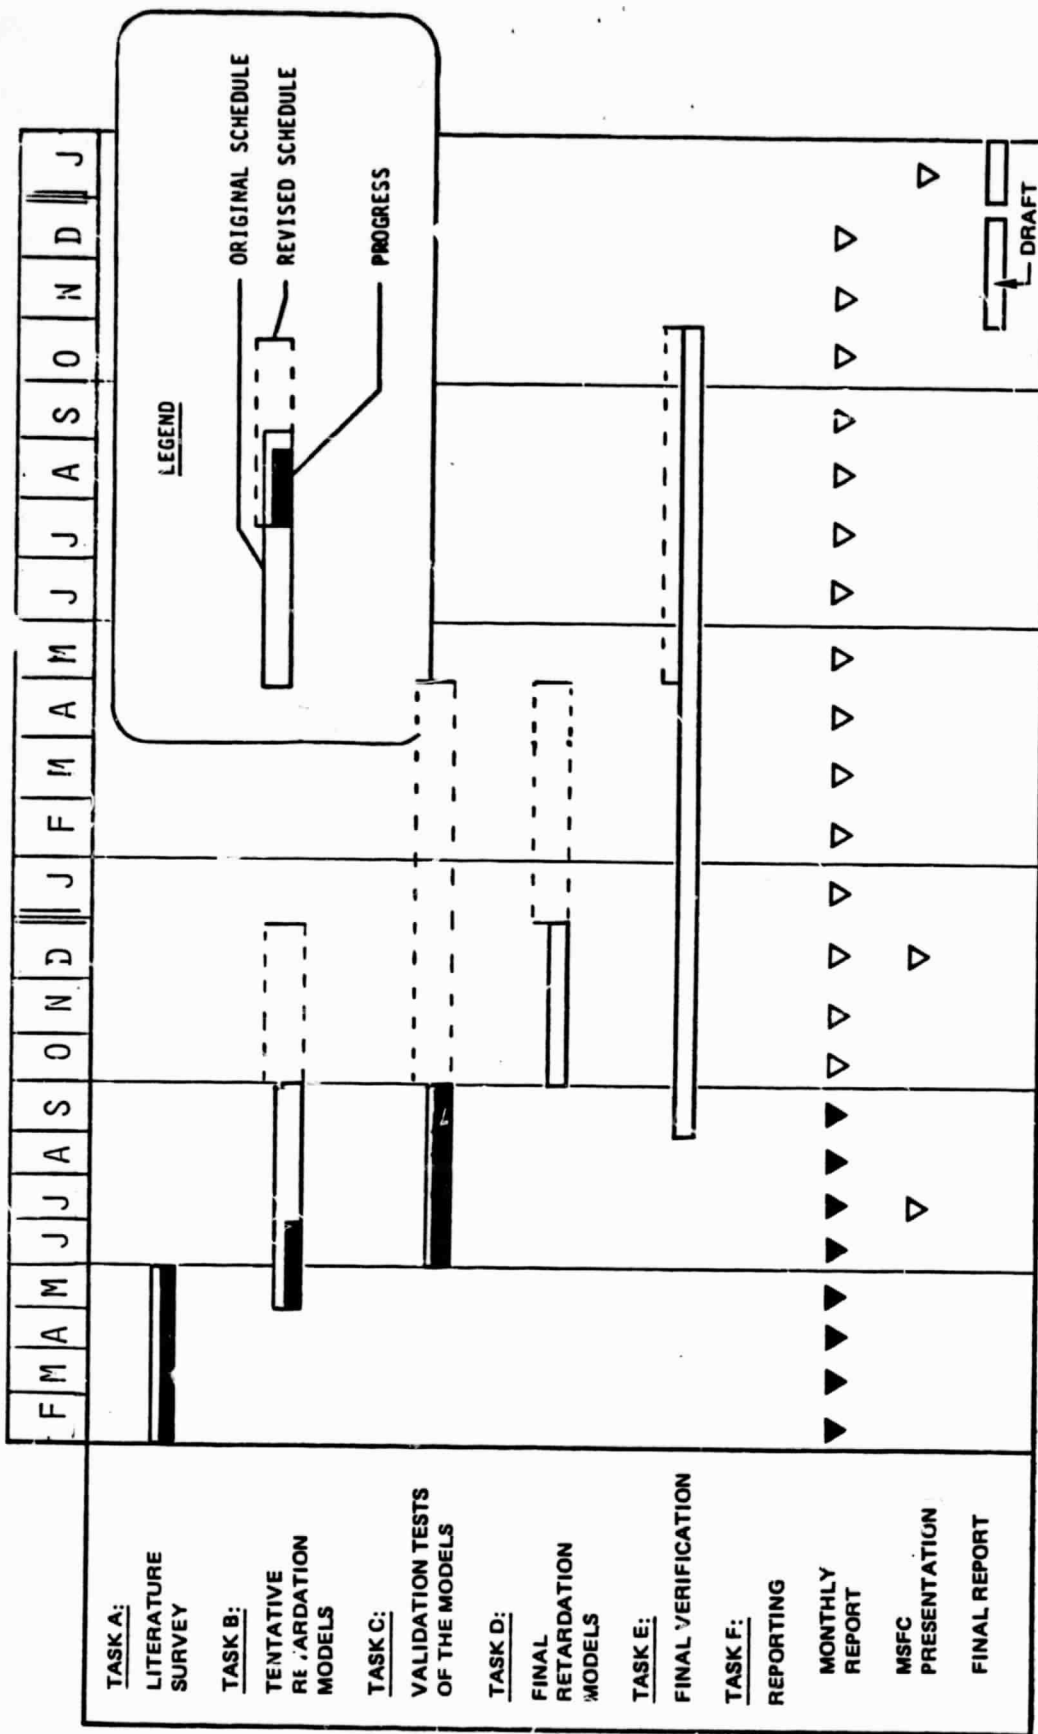 F M A M J J A S O N D J F M A M J J A S O N D J
LEGEND
ORIGINAL SCHEDULE
REVISED SCHEDULE
PROGRESS
TASK A:
LITERATURE
SURVEY
TASK B:
TENTATIVE
RETARDATION
MODELS
TASK C:
VALIDATION TESTS
OF THE MODELS
TASK D:
FINAL
RETARDATION
MODELS
TASK E:
FINAL VERIFICATION
TASK F:
REPORTING
MONTHLY
REPORT
MSFC
PRESENTATION
FINAL REPORT
DRAFT